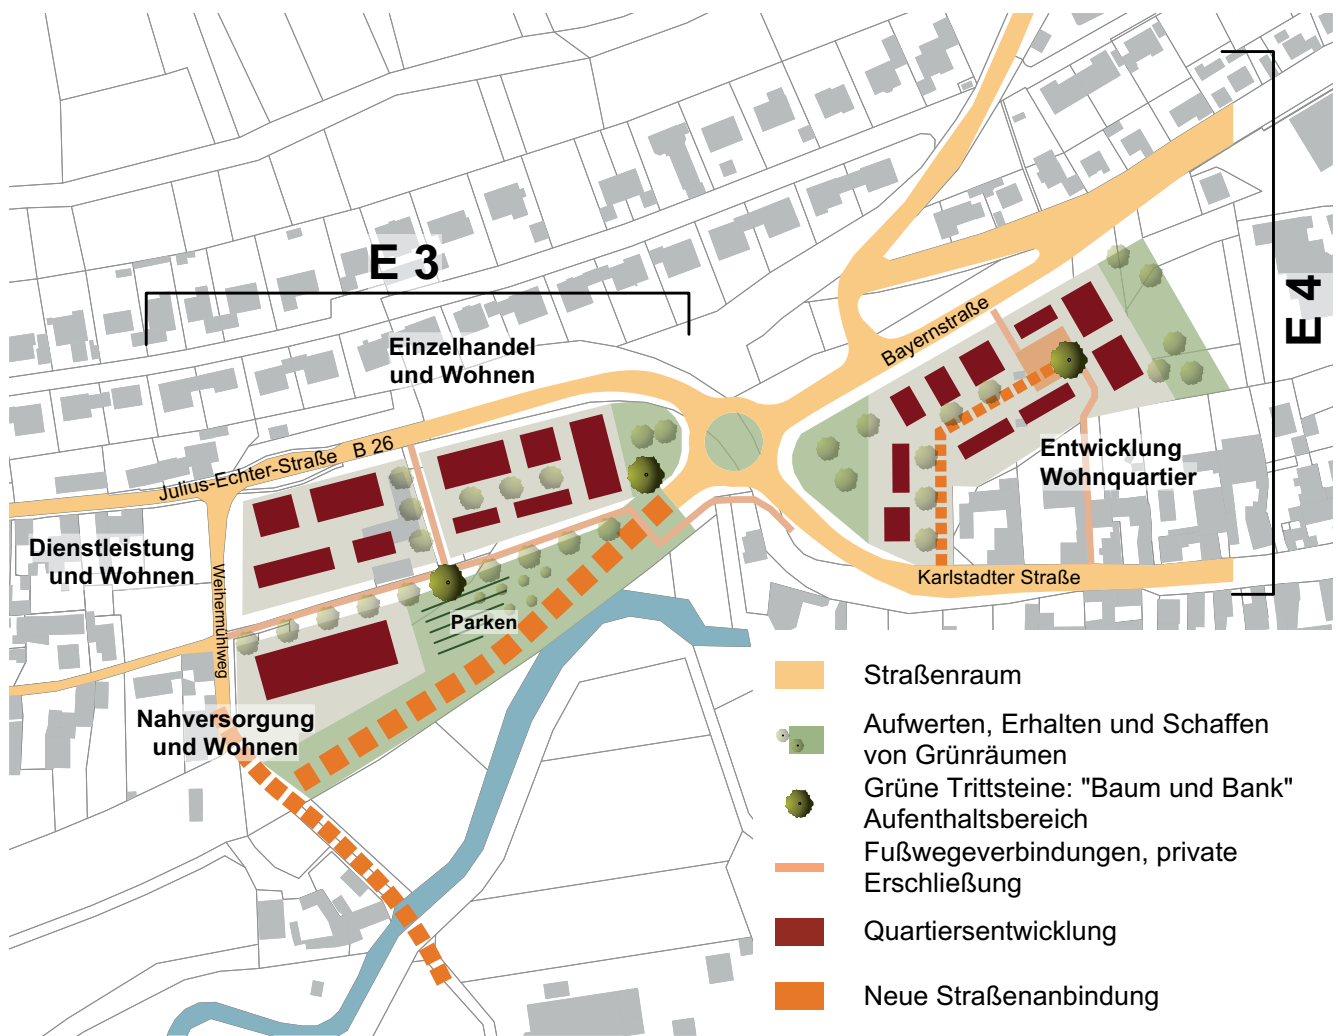 E 3
E 4
Einzelhandel
und Wohnen
Bayernstraße
Julius-Echter-Straße B 26
Entwicklung
Wohnquartier
Dienstleistung
und Wohnen
Weihermühlweg
Karlstadter Straße
Parken
Nahversorgung
und Wohnen
Straßenraum
Aufwerten, Erhalten und Schaffen
von Grünräumen
Grüne Trittsteine: "Baum und Bank"
Aufenthaltsbereich
Fußwegeverbindungen, private
Erschließung
Quartiersentwicklung
Neue Straßenanbindung